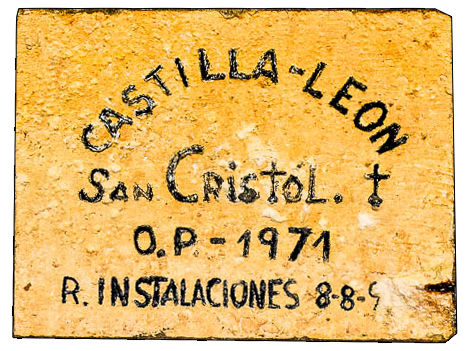 CASTILLA-LEON
SAN CRISTOL. †
O.P-1971
R. INSTALACIONES 8-8-9